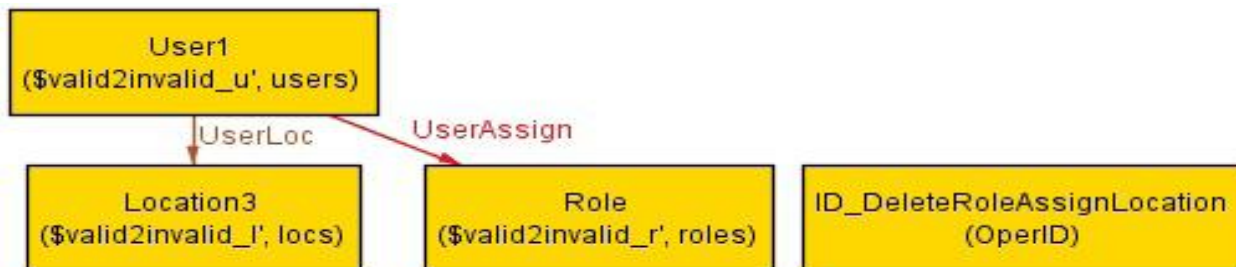 User1
($valid2invalid_u', users)
UserLoc
UserAssign
Location3
($valid2invalid_l', locs)
Role
($valid2invalid_r', roles)
ID_DeleteRoleAssignLocation
(OperID)